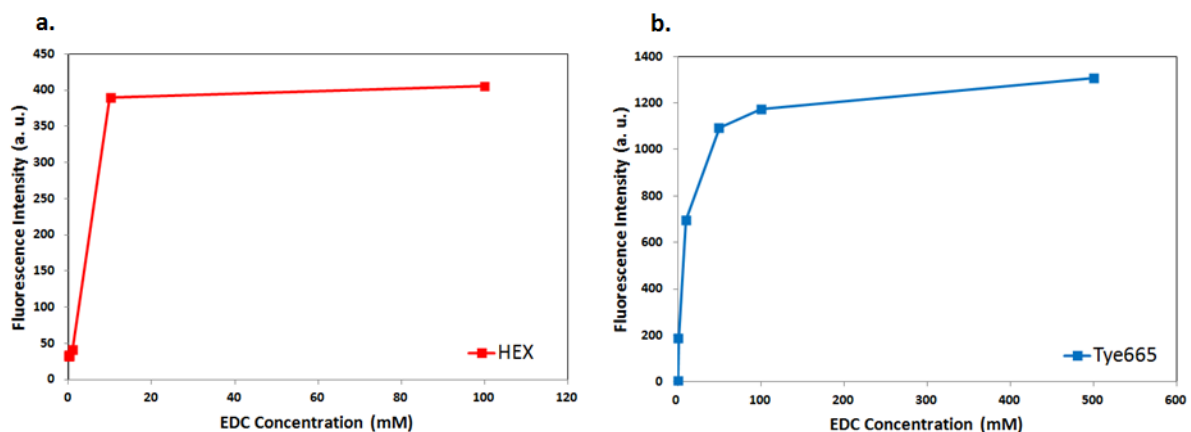 a.
Fluorescence Intensity (a. u.)
450
400
350
300
250
200
150
100
50
0
0 20 40 60 80 100 120
EDC Concentration (mM)
HEX
b.
Fluorescence Intensity (a. u.)
1400
1200
1000
800
600
400
200
0
0 100 200 300 400 500 600
EDC Concentration (mM)
Tye665